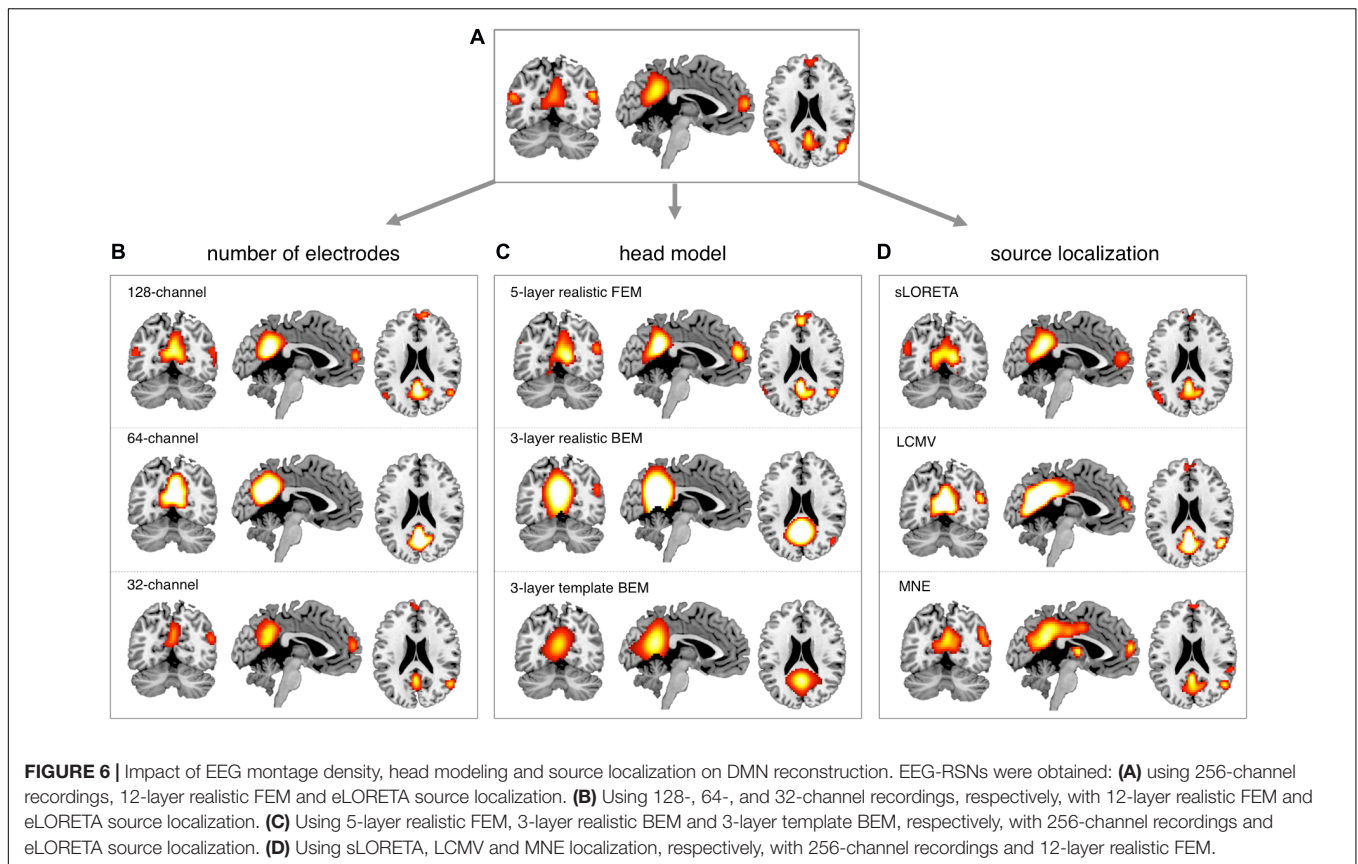 A
B number of electrodes
C head model
D source localization
128-channel
64-channel
32-channel
5-layer realistic FEM
3-layer realistic BEM
3-layer template BEM
sLORETA
LCMV
MNE
FIGURE 6 | Impact of EEG montage density, head modeling and source localization on DMN reconstruction. EEG-RSNs were obtained: (A) using 256-channel
recordings, 12-layer realistic FEM and eLORETA source localization. (B) Using 128-, 64-, and 32-channel recordings, respectively, with 12-layer realistic FEM and
eLORETA source localization. (C) Using 5-layer realistic FEM, 3-layer realistic BEM and 3-layer template BEM, respectively, with 256-channel recordings and
eLORETA source localization. (D) Using sLORETA, LCMV and MNE localization, respectively, with 256-channel recordings and 12-layer realistic FEM.